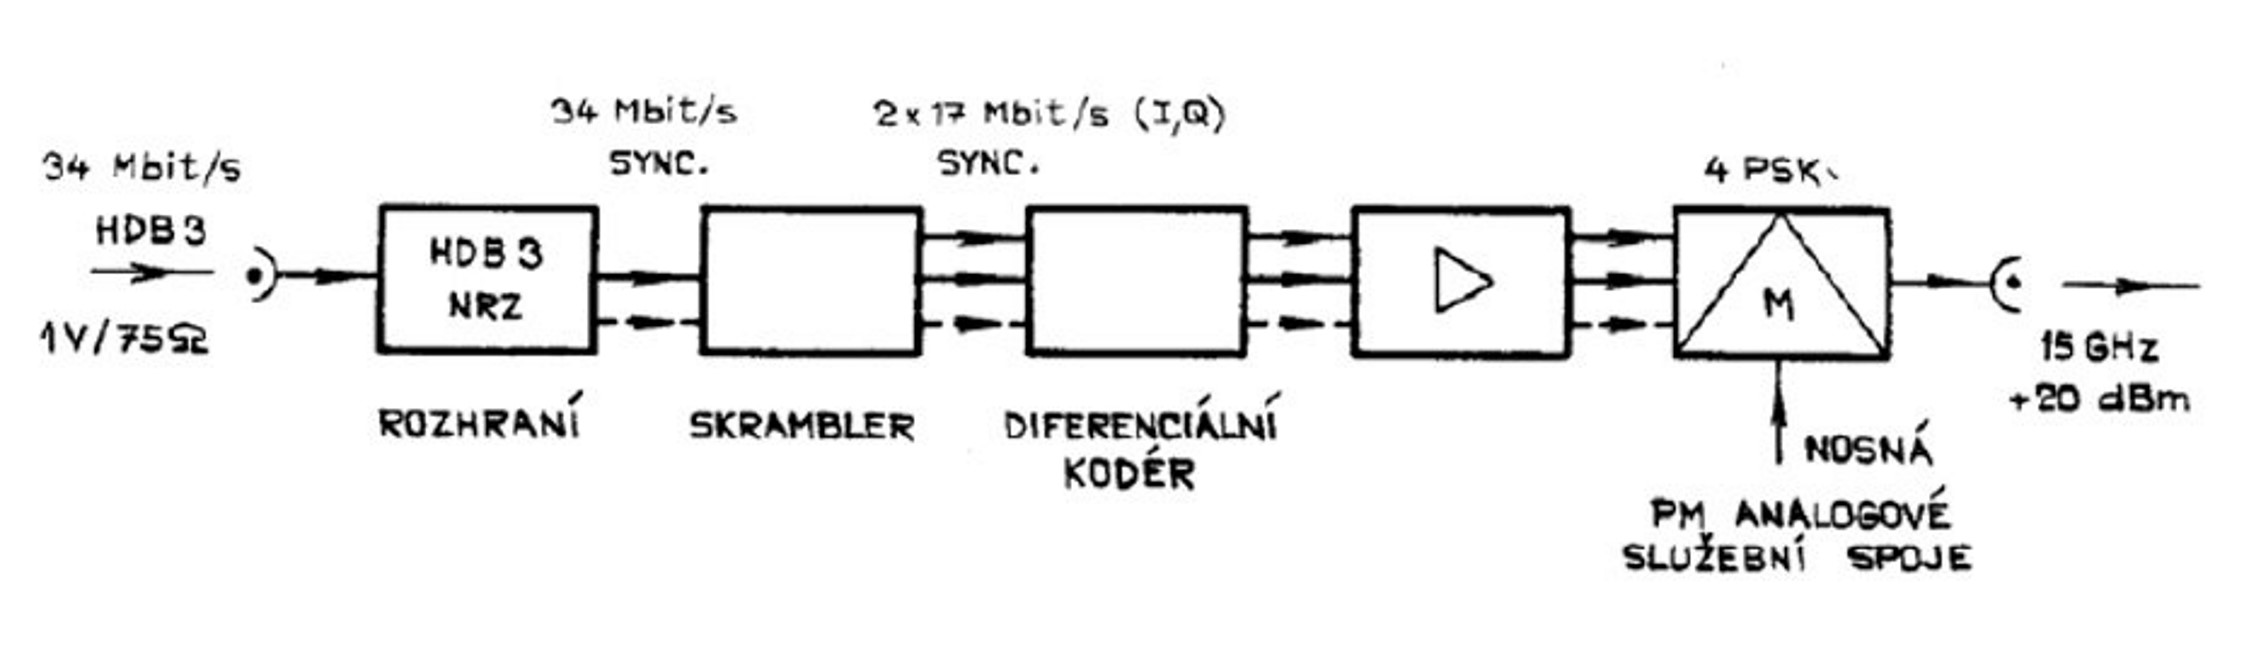 34 Mbit/s
HDB3
1V/75Ω
HDB3
NRZ
ROZHRANÍ
34 Mbit/s
SYNC.
SKRAMBLER
2x17 Mbit/s (I,Q)
SYNC.
DIFERENCIÁLNÍ
KODÉR
4 PSK
M
NOSNÁ
PM ANALOGOVÉ
SLUŽEBNÍ SPOJE
15 GHz
+20 dBm